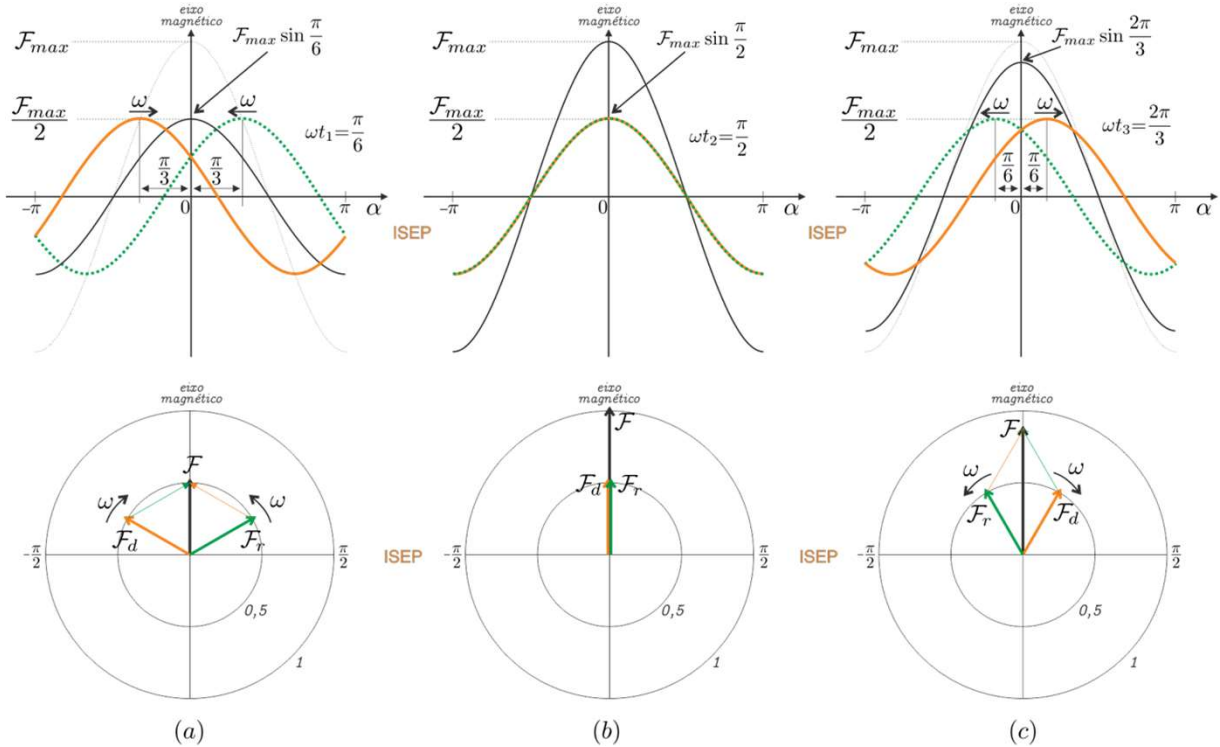 eixo
magnético
ℱmax
ℱmax sin π/6
ℱmax/2
ω
ω
ωt₁=π/6
π/3
π/3
-π
0
π
α
eixo
magnético
ℱmax
ℱmax sin π/2
ℱmax/2
ωt₂=π/2
-π
0
π
α
ISEP
eixo
magnético
ℱmax
ℱmax sin 2π/3
ℱmax/2
ω
ω
ωt₃=2π/3
π/6
π/6
-π
0
π
α
ISEP
eixo
magnético
ℱ
ω
ω
ℱd
ℱr
-π/2
π/2
0,5
1
(a)
eixo
magnético
ℱ
ℱd
ℱr
ISEP
0,5
1
(b)
eixo
magnético
ℱ
ω
ω
ℱr
ℱd
ISEP
-π/2
π/2
0,5
1
(c)